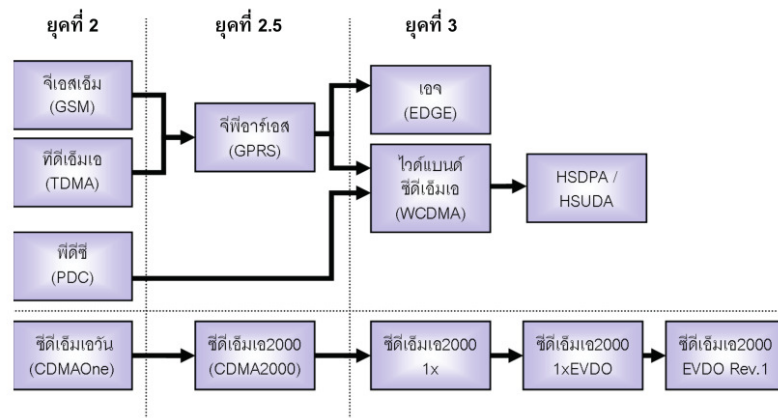 ยุคที่ 2
ยุคที่ 2.5
ยุคที่ 3
จีเอสเอ็ม
(GSM)
ทีดีเอ็มเอ
(TDMA)
พีดีซี
(PDC)
จีพีอาร์เอส
(GPRS)
เอจ
(EDGE)
ไวด์แบนด์
ซีดีเอ็มเอ
(WCDMA)
HSDPA /
HSUDA
ซีดีเอ็มเอวัน
(CDMAOne)
ซีดีเอ็มเอ2000
(CDMA2000)
ซีดีเอ็มเอ2000
1x
ซีดีเอ็มเอ2000
1xEVDO
ซีดีเอ็มเอ2000
EVDO Rev.1